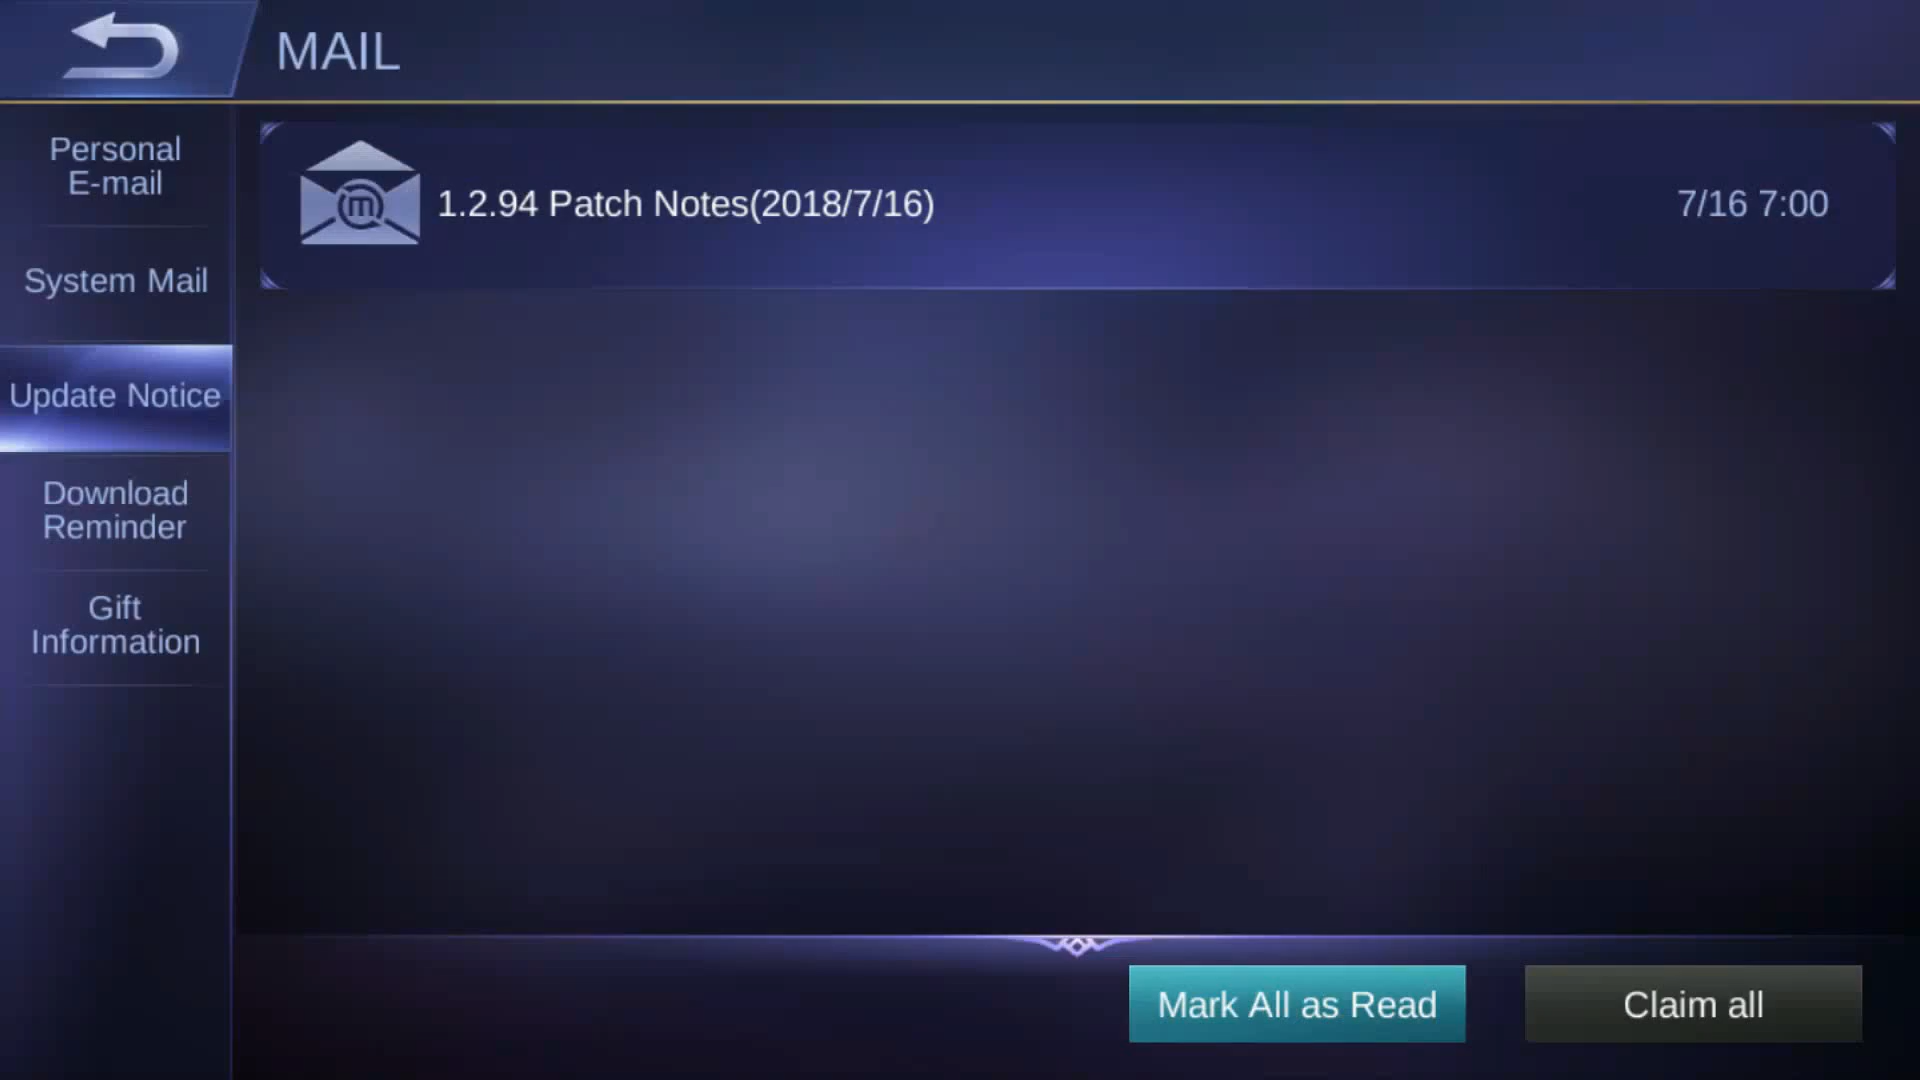 MAIL
Personal
E-mail
System Mail
Update Notice
Download
Reminder
Gift
Information
1.2.94 Patch Notes(2018/7/16)
7/16 7:00
Mark All as Read
Claim all